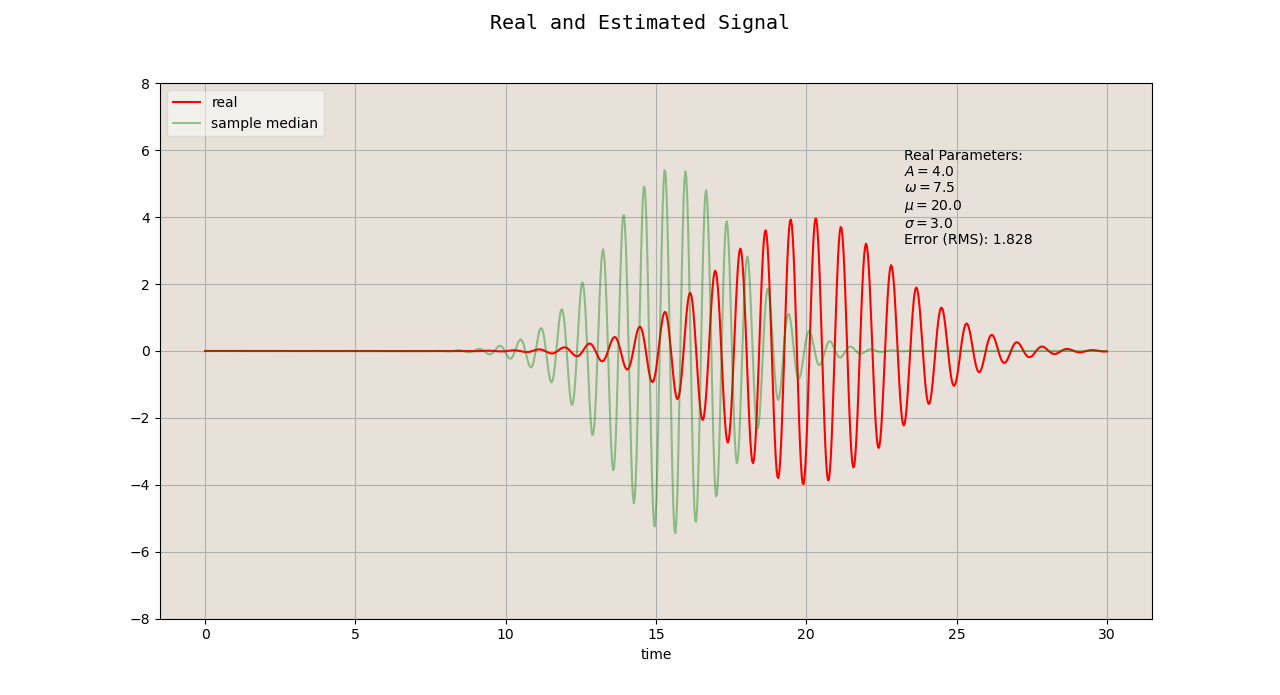 Real and Estimated Signal
8
6
4
2
0
−2
−4
−6
−8
real
sample median
Real Parameters:
A = 4.0
ω = 7.5
μ = 20.0
σ = 3.0
Error (RMS): 1.828
0 5 10 15 20 25 30
time